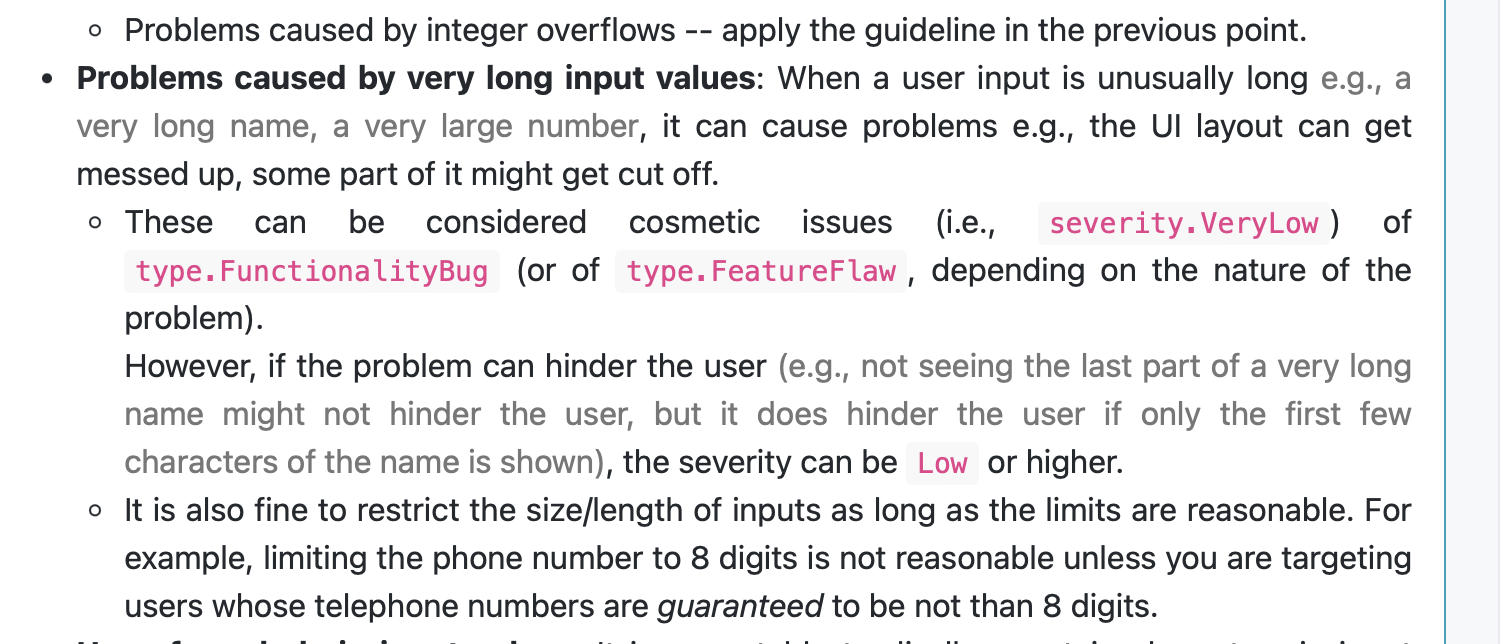 Problems caused by integer overflows -- apply the guideline in the previous point.
Problems caused by very long input values: When a user input is unusually long e.g., a
very long name, a very large number, it can cause problems e.g., the UI layout can get
messed up, some part of it might get cut off.
These can be considered cosmetic issues (i.e., severity.VeryLow) of
type.FunctionalityBug (or of type.FeatureFlaw, depending on the nature of the
problem).
However, if the problem can hinder the user (e.g., not seeing the last part of a very long
name might not hinder the user, but it does hinder the user if only the first few
characters of the name is shown), the severity can be Low or higher.
It is also fine to restrict the size/length of inputs as long as the limits are reasonable. For
example, limiting the phone number to 8 digits is not reasonable unless you are targeting
users whose telephone numbers are guaranteed to be not than 8 digits.